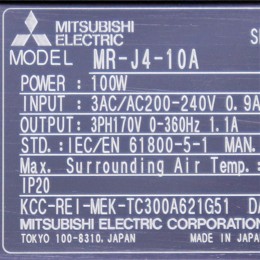 MITSUBISHI
ELECTRIC
MODEL MR-J4-10A
POWER : 100W
INPUT : 3AC/AC200-240V 0.9A
OUTPUT: 3PH170V 0-360Hz 1.1A
STD.: IEC/EN 61800-5-1 MAN.
Max. Surrounding Air Temp.:
IP20
KCC-REI-MEK-TC300A621G51
MITSUBISHI ELECTRIC CORPORATION
TOKYO 100-8310, JAPAN MADE IN JAPAN